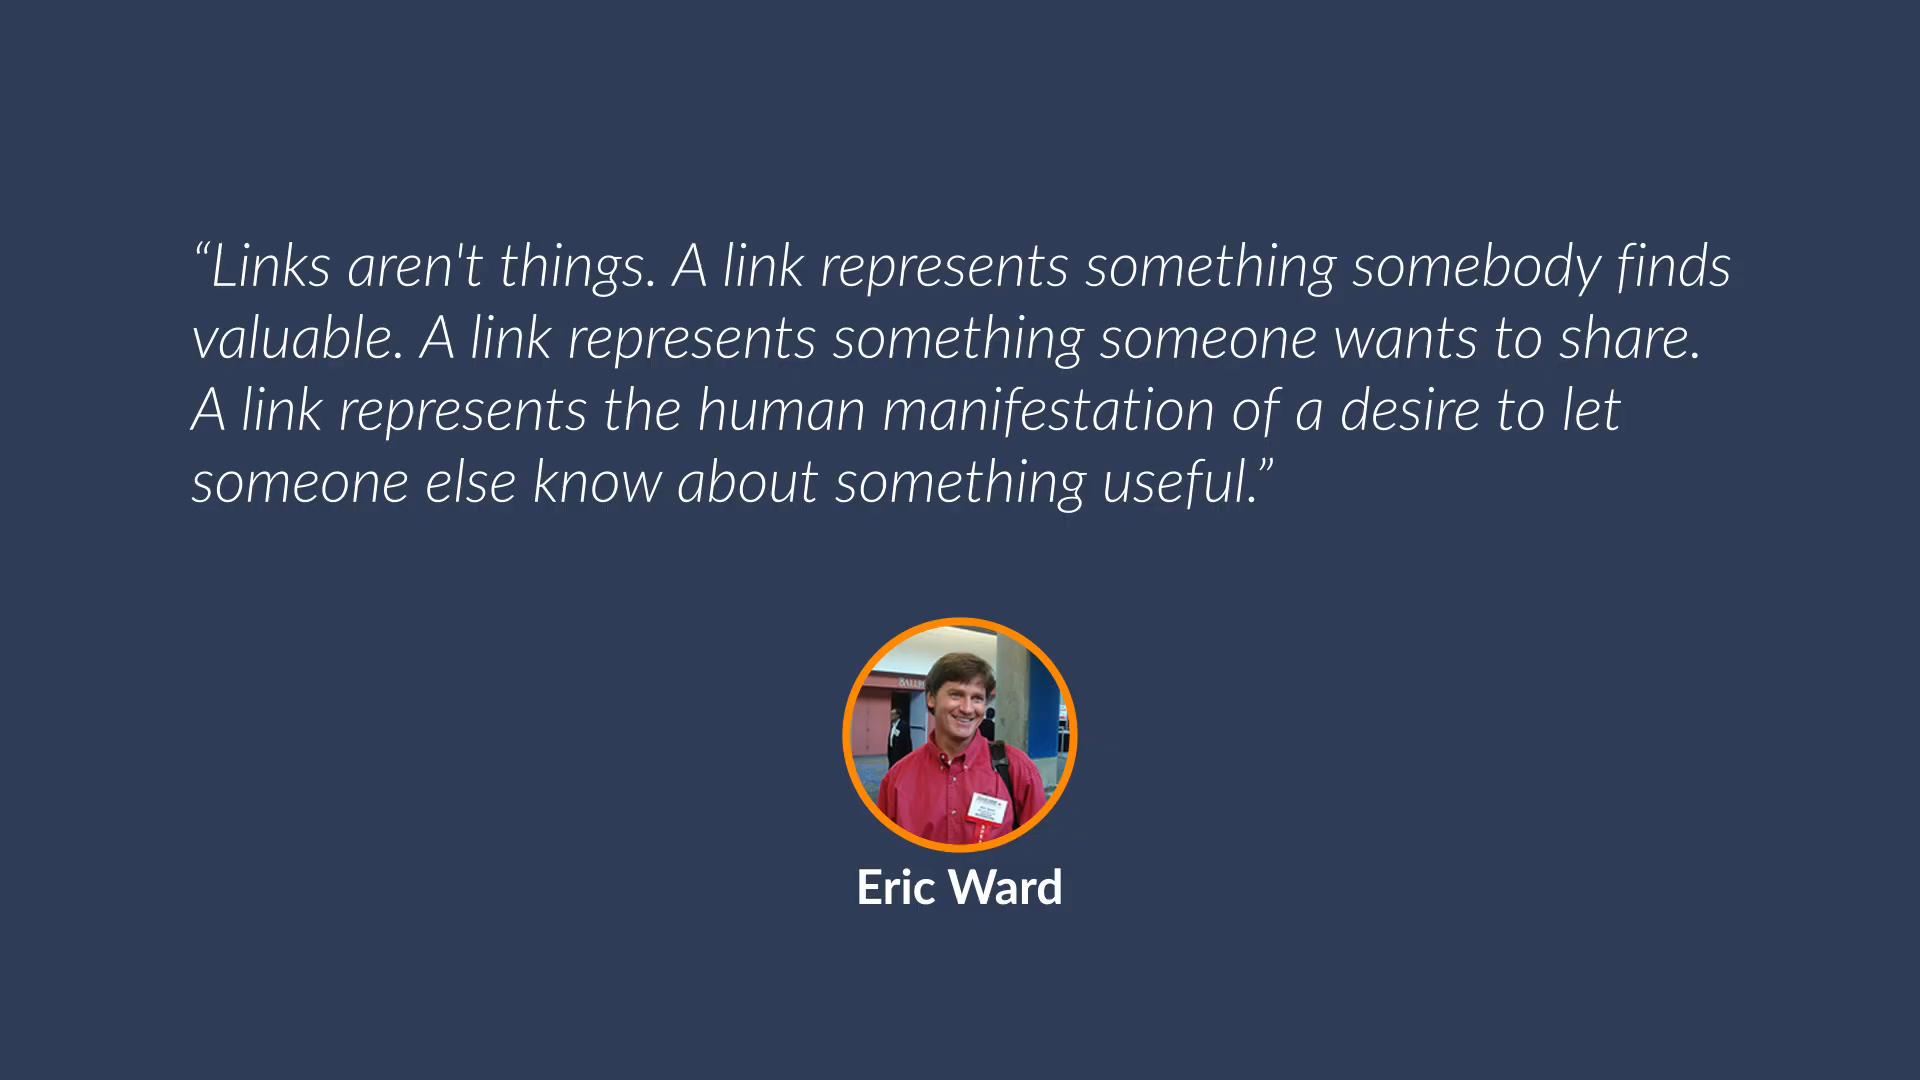 “Links aren't things. A link represents something somebody finds
valuable. A link represents something someone wants to share.
A link represents the human manifestation of a desire to let
someone else know about something useful.”
Eric Ward